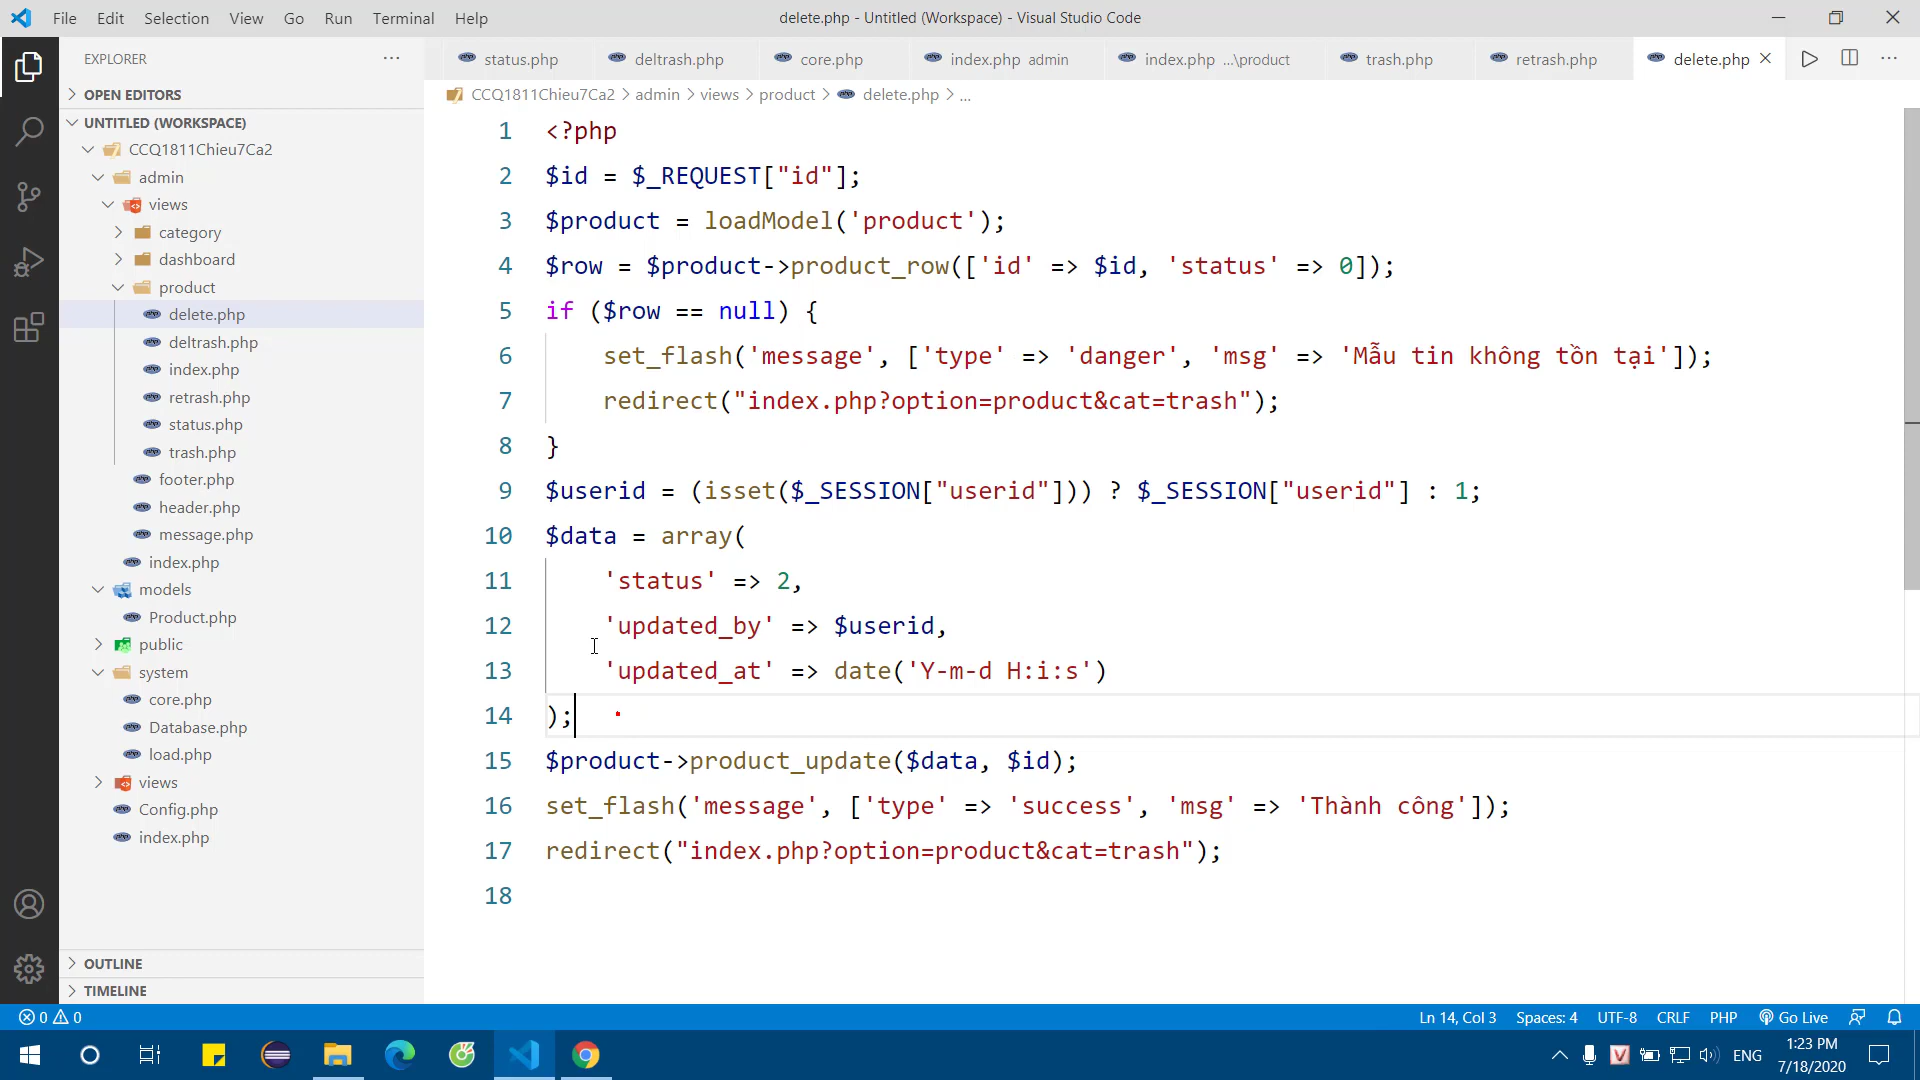 File Edit Selection View Go Run Terminal Help
delete.php - Untitled (Workspace) - Visual Studio Code
EXPLORER
status.php
deltrash.php
core.php
index.php admin
index.php ...\product
trash.php
retrash.php
delete.php
OPEN EDITORS
UNTITLED (WORKSPACE)
CCQ1811Chieu7Ca2
admin
views
category
dashboard
product
delete.php
deltrash.php
index.php
retrash.php
status.php
trash.php
footer.php
header.php
message.php
index.php
models
Product.php
public
system
core.php
Database.php
load.php
views
Config.php
index.php
OUTLINE
TIMELINE
CCQ1811Chieu7Ca2 > admin > views > product > delete.php > ...
1 <?php
2 $id = $_REQUEST["id"];
3 $product = loadModel('product');
4 $row = $product->product_row(['id' => $id, 'status' => 0]);
5 if ($row == null) {
6 set_flash('message', ['type' => 'danger', 'msg' => 'Mẫu tin không tồn tại']);
7 redirect("index.php?option=product&cat=trash");
8 }
9 $userid = (isset($_SESSION["userid"])) ? $_SESSION["userid"] : 1;
10 $data = array(
11 'status' => 2,
12 'updated_by' => $userid,
13 'updated_at' => date('Y-m-d H:i:s')
14 );
15 $product->product_update($data, $id);
16 set_flash('message', ['type' => 'success', 'msg' => 'Thành công']);
17 redirect("index.php?option=product&cat=trash");
18
0 0
Ln 14, Col 3 Spaces: 4 UTF-8 CRLF PHP Go Live
ENG
1:23 PM
7/18/2020